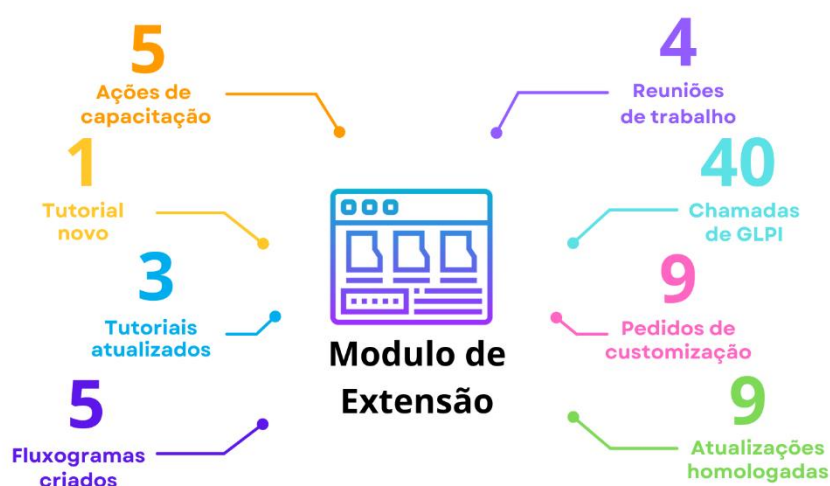 5
Ações de
capacitação
1
Tutorial
novo
3
Tutoriais
atualizados
5
Fluxogramas
criados
Modulo de
Extensão
4
Reuniões
de trabalho
40
Chamadas
de GLPI
9
Pedidos de
customização
9
Atualizações
homologadas